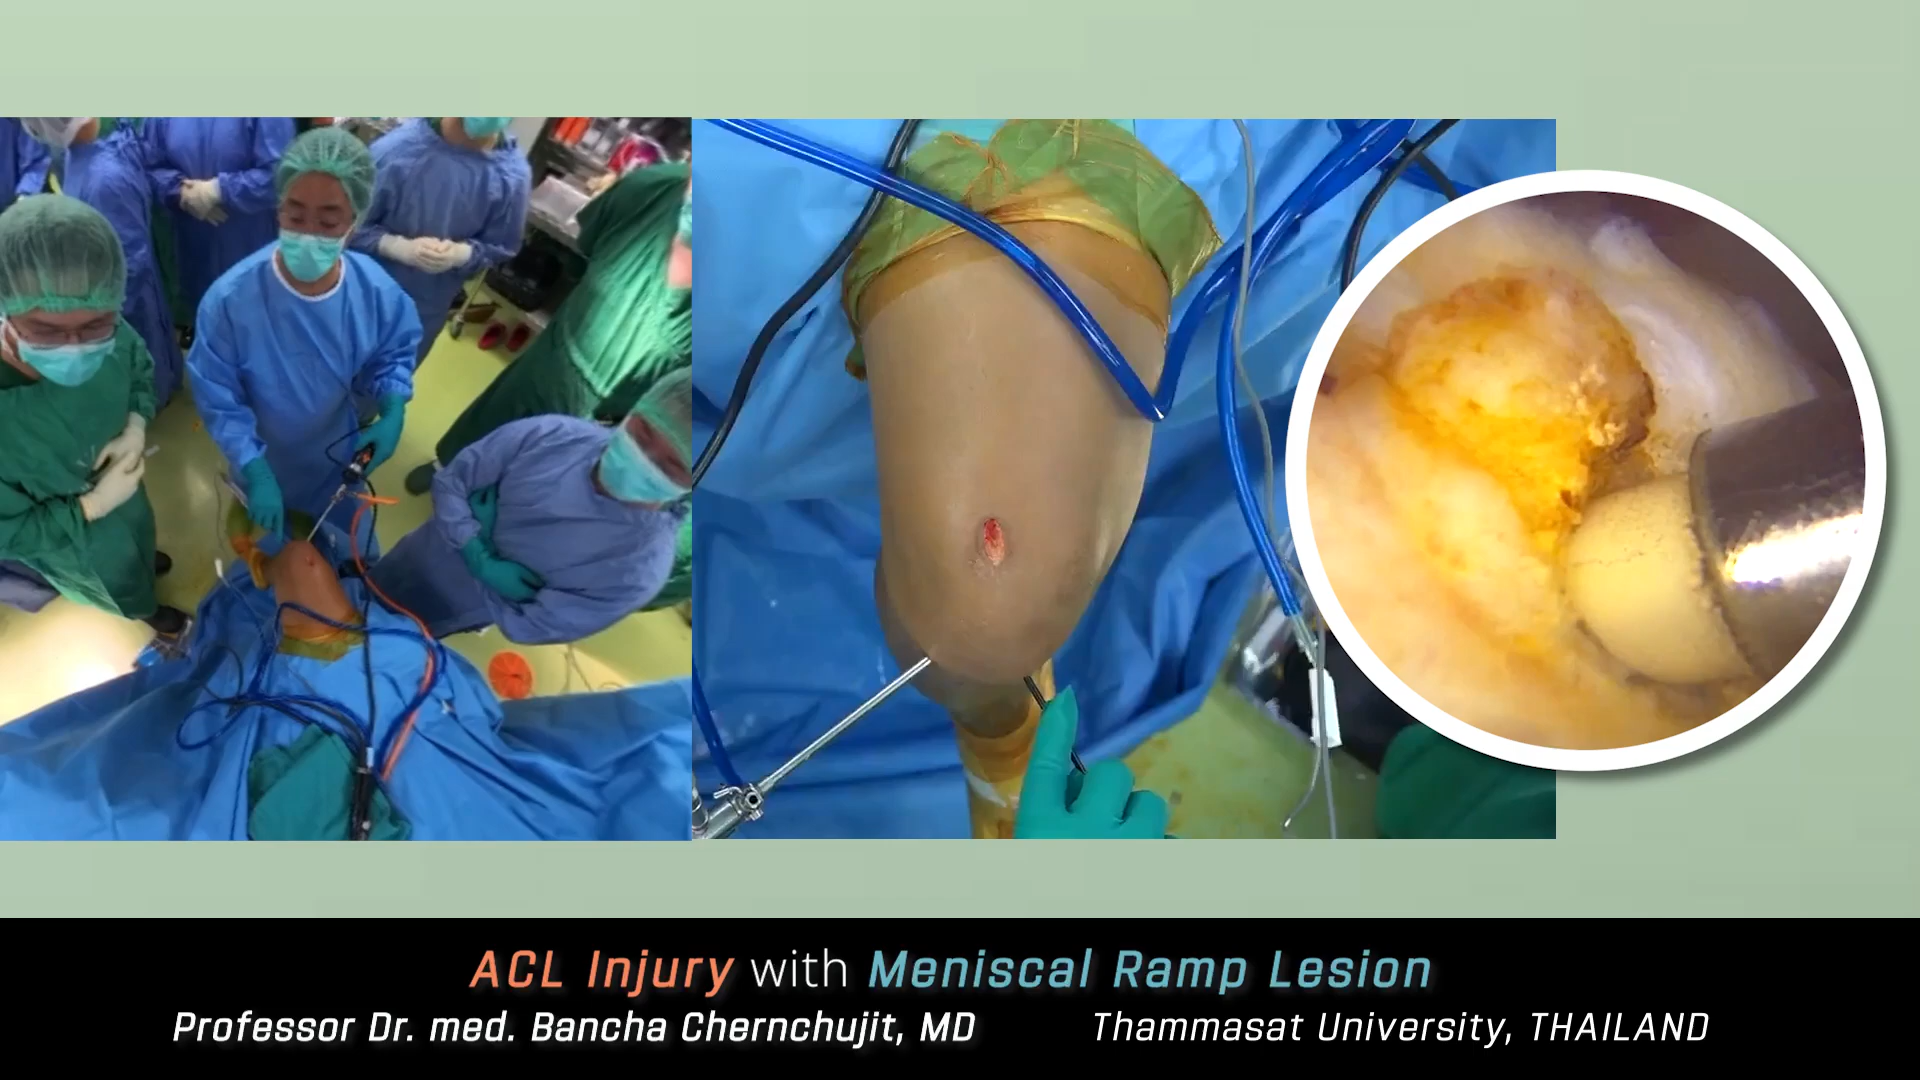 ACL Injury with Meniscal Ramp Lesion
Professor Dr. med. Bancha Chernchujit, MD
Thammasat University, THAILAND